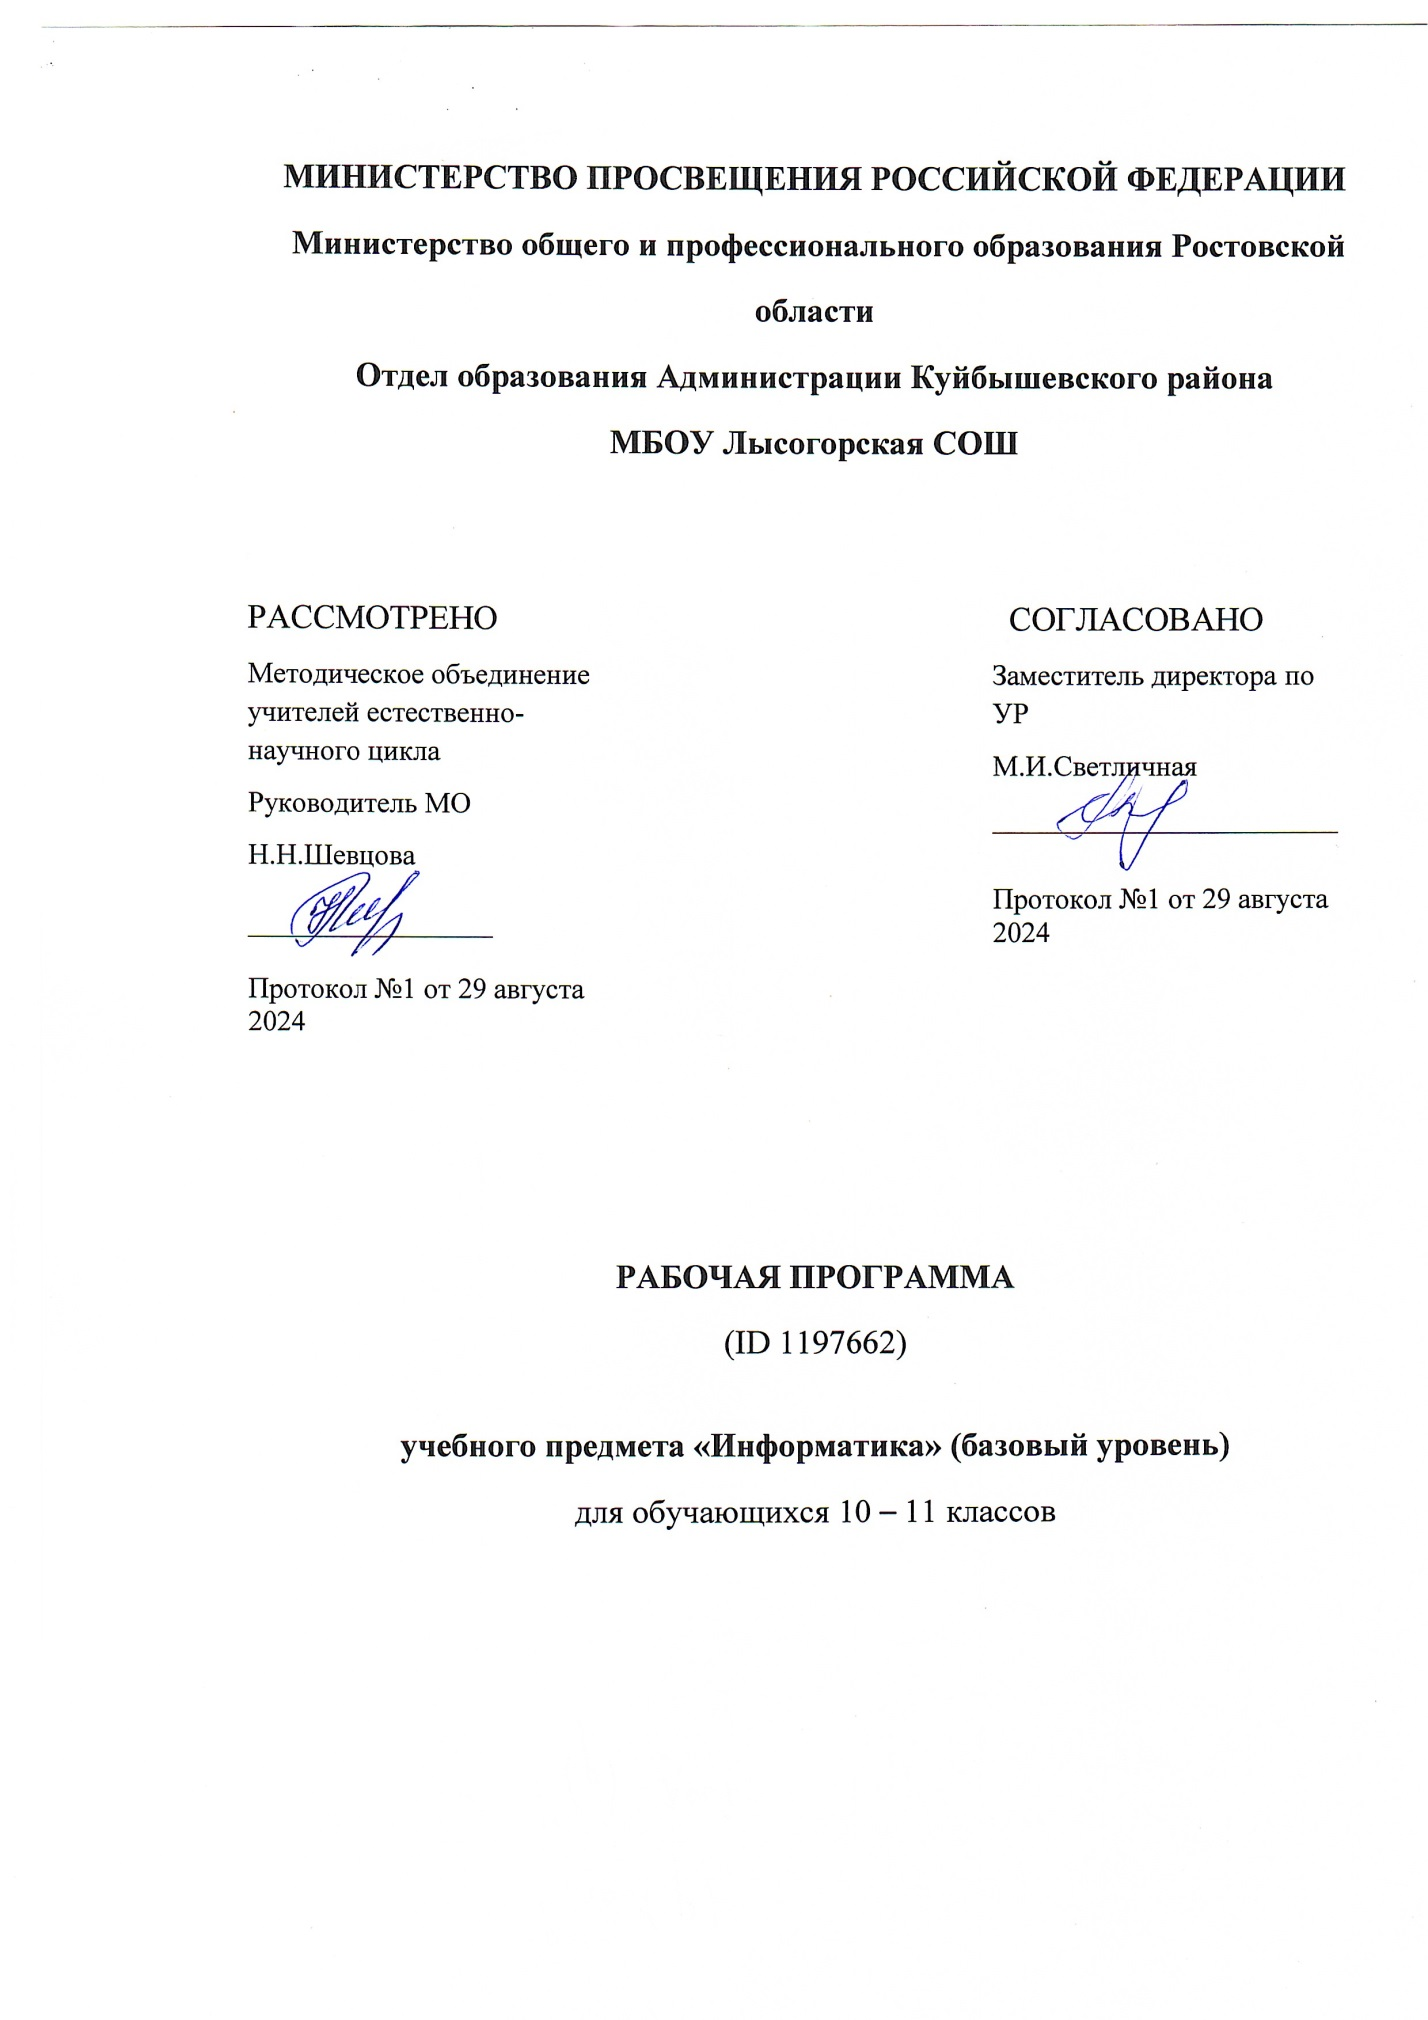 МИНИСТЕРСТВО ПРОСВЕЩЕНИЯ РОССИЙСКОЙ ФЕДЕРАЦИИ
Министерство общего и профессионального образования Ростовской
области
Отдел образования Администрации Куйбышевского района
МБОУ Лысогорская СОШ
РАССМОТРЕНО
Методическое объединение
учителей естественно-
научного цикла
Руководитель МО
Н.Н.Шевцова
Протокол №1 от 29 августа
2024
СОГЛАСОВАНО
Заместитель директора по
УР
М.И.Светличная
Протокол №1 от 29 августа
2024
РАБОЧАЯ ПРОГРАММА
(ID 1197662)
учебного предмета «Информатика» (базовый уровень)
для обучающихся 10 – 11 классов